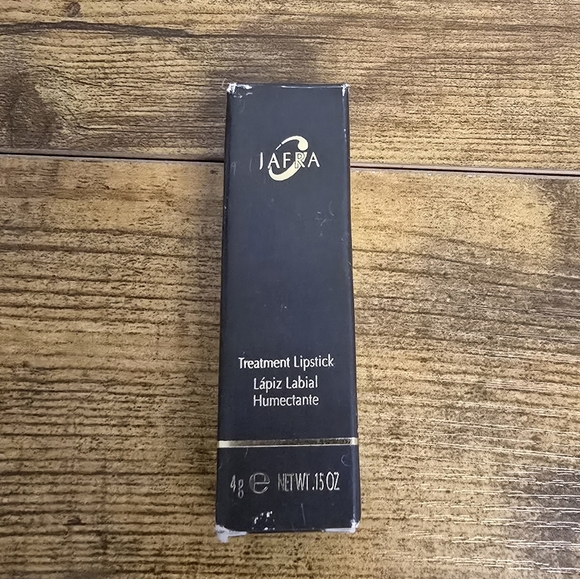 JAFRA
Treatment Lipstick
Lápiz Labial
Humectante
4g ℮ NET WT .15 OZ